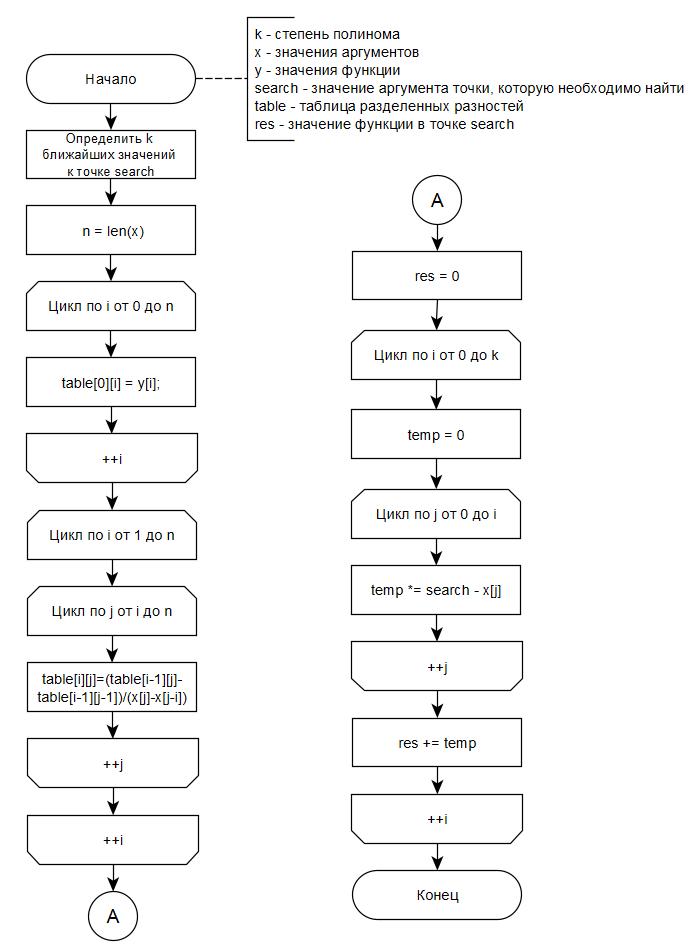 k - степень полинома
x - значения аргументов
y - значения функции
search - значение аргумента точки, которую необходимо найти
table - таблица разделенных разностей
res - значение функции в точке search
Начало
Определить k
ближайших значений
к точке search
n = len(x)
Цикл по i от 0 до n
table[0][i] = y[i];
++i
Цикл по i от 1 до n
Цикл по j от i до n
table[i][j]=(table[i-1][j]-
table[i-1][j-1])/(x[j]-x[j-i])
++j
++i
A
A
res = 0
Цикл по i от 0 до k
temp = 0
Цикл по j от 0 до i
temp *= search - x[j]
++j
res += temp
++i
Конец